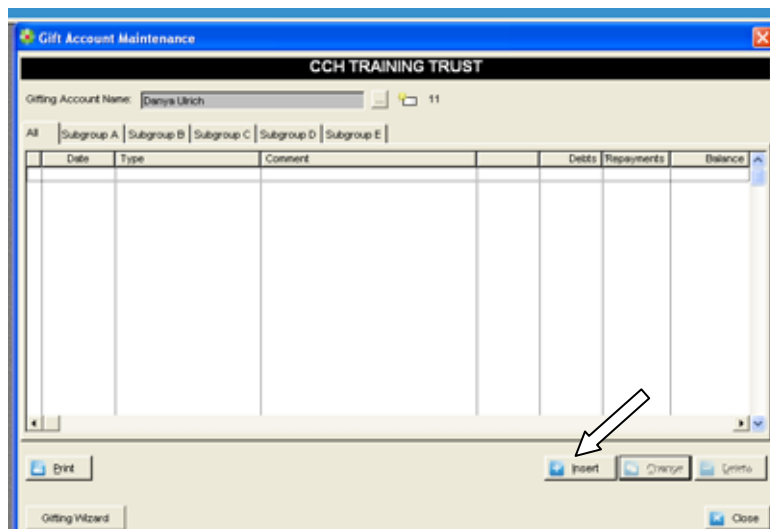 Gift Account Maintenance
CCH TRAINING TRUST
Gifting Account Name: Danya Ulrich ... 11
All Subgroup A Subgroup B Subgroup C Subgroup D Subgroup E
Date Type Comment Debts Repayments Balance
Print Insert Change Delete
Gifting Wizard Close